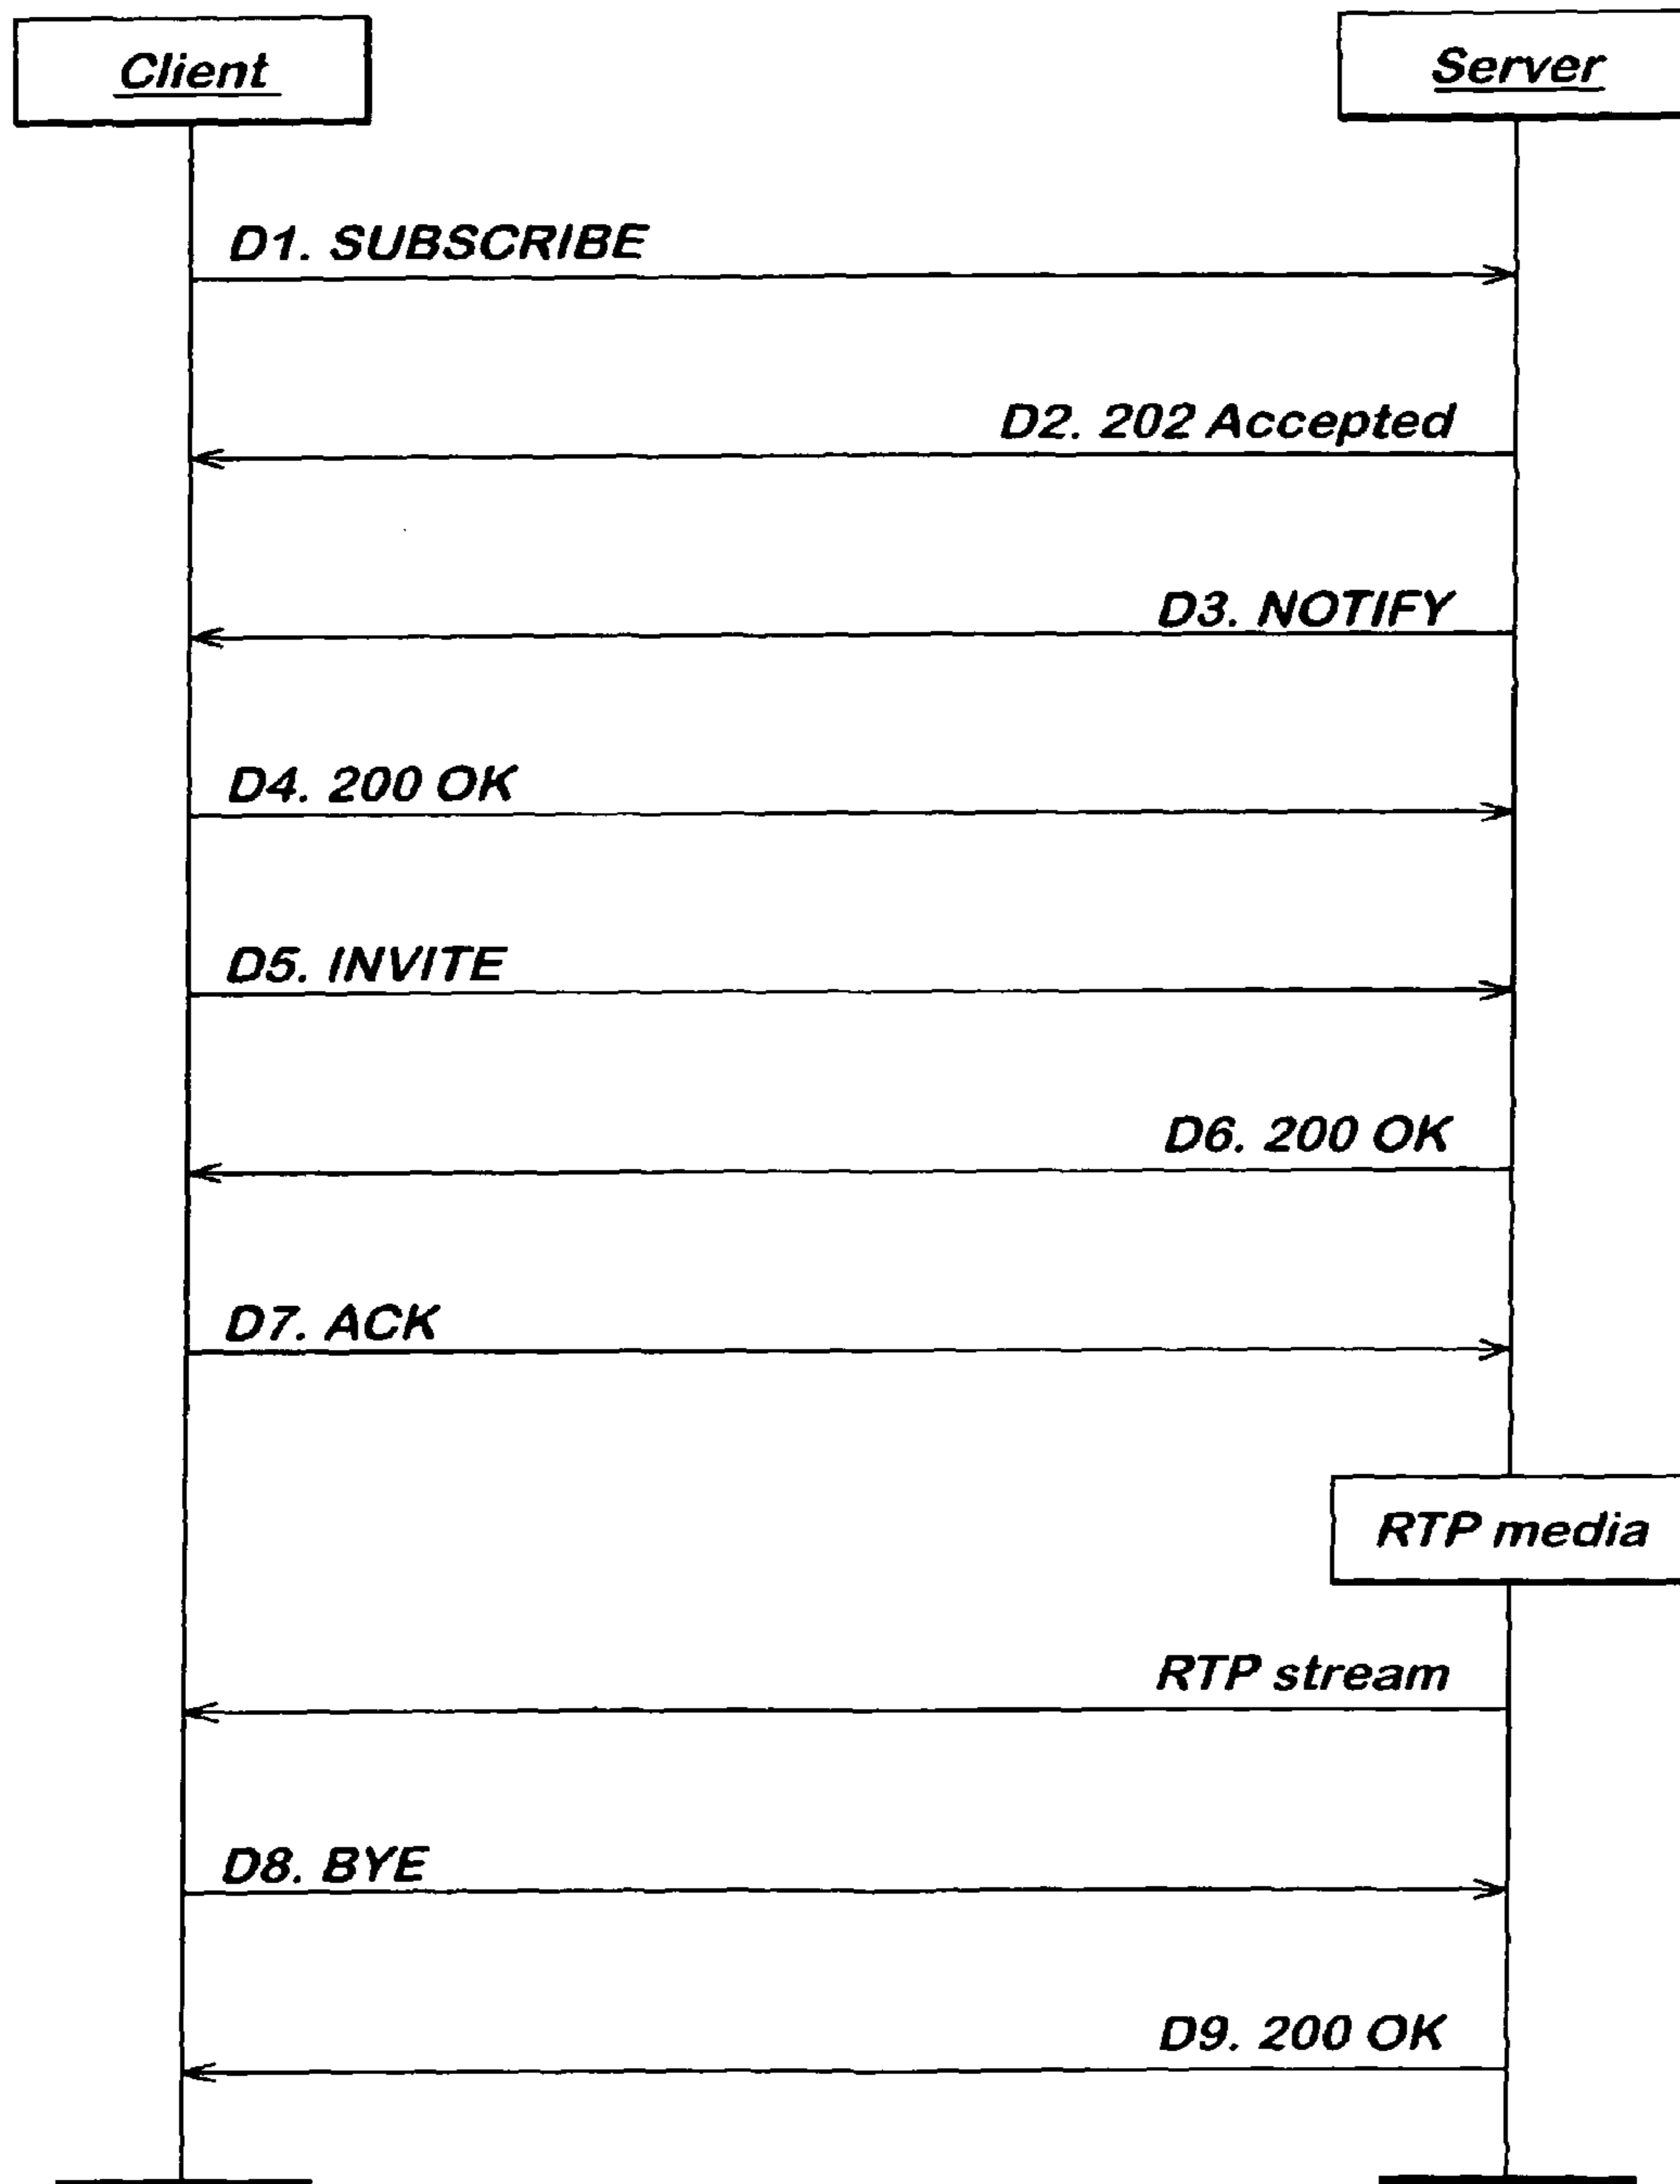 Client
Server
D1. SUBSCRIBE
D2. 202 Accepted
D3. NOTIFY
D4. 200 OK
D5. INVITE
D6. 200 OK
D7. ACK
RTP media
RTP stream
D8. BYE
D9. 200 OK